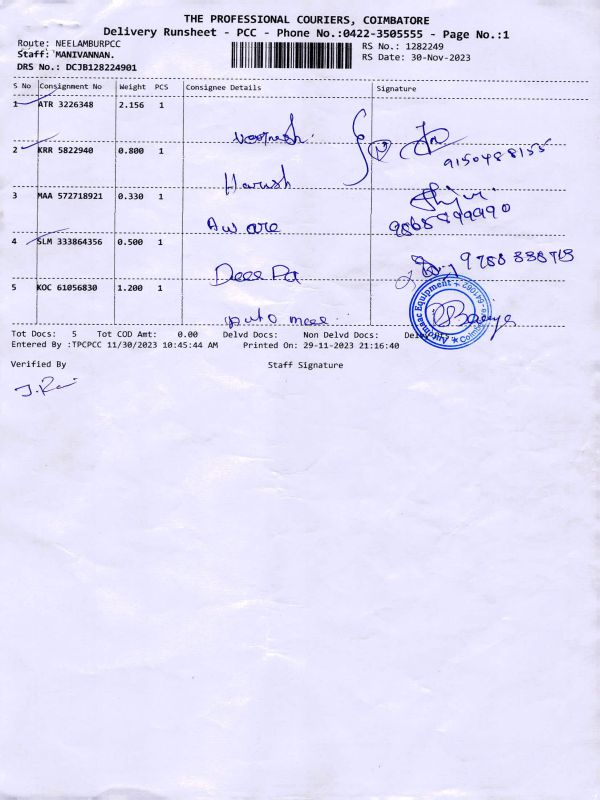 THE PROFESSIONAL COURIERS, COIMBATORE
Delivery Runsheet - PCC - Phone No.:0422-3505555 - Page No.:1
Route: NEELAMBURPCC
RS No.: 1282249
Staff: MANIVANNAN.
RS Date: 30-Nov-2023
DRS No.: DCJB128224901
S No Consignment No Weight PCS Consignee Details Signature
1 ATR 3226348 2.156 1
2 KRR 5822940 0.800 1
9150488155
Harush
3 MAA 572718921 0.330 1
Aware
4 SLM 333864356 0.500 1
Deepa
5 KOC 61056830 1.200 1
Equipment
Tot Docs: 5 Tot COD Amt: 0.00 Delvd Docs: Non Delvd Docs:
Entered By :TPCPCC 11/30/2023 10:45:44 AM Printed On: 29-11-2023 21:16:40
Verified By Staff Signature